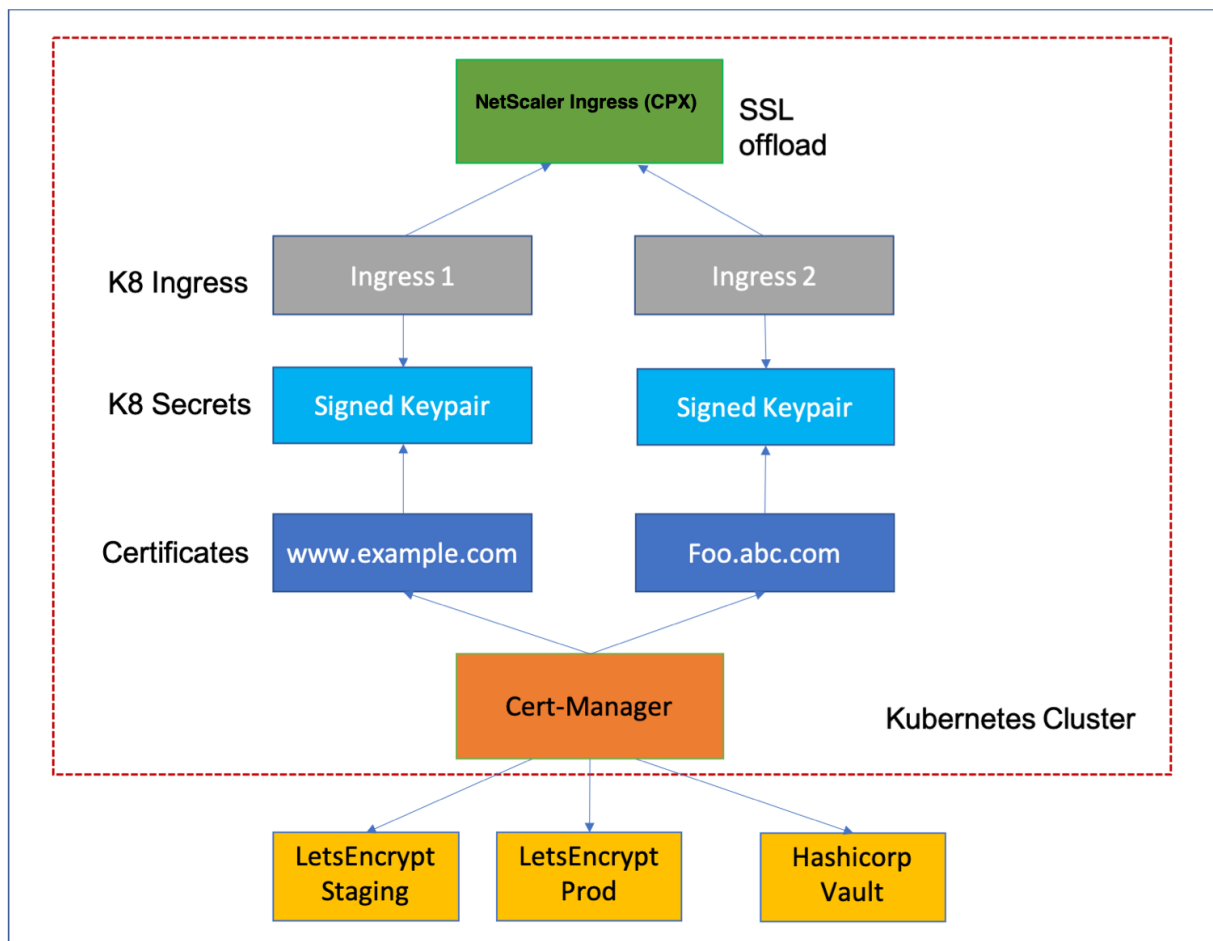 NetScaler Ingress (CPX)
SSL
offload
K8 Ingress
Ingress 1
Ingress 2
K8 Secrets
Signed Keypair
Signed Keypair
Certificates
www.example.com
Foo.abc.com
Cert-Manager
Kubernetes Cluster
LetsEncrypt
Staging
LetsEncrypt
Prod
Hashicorp
Vault